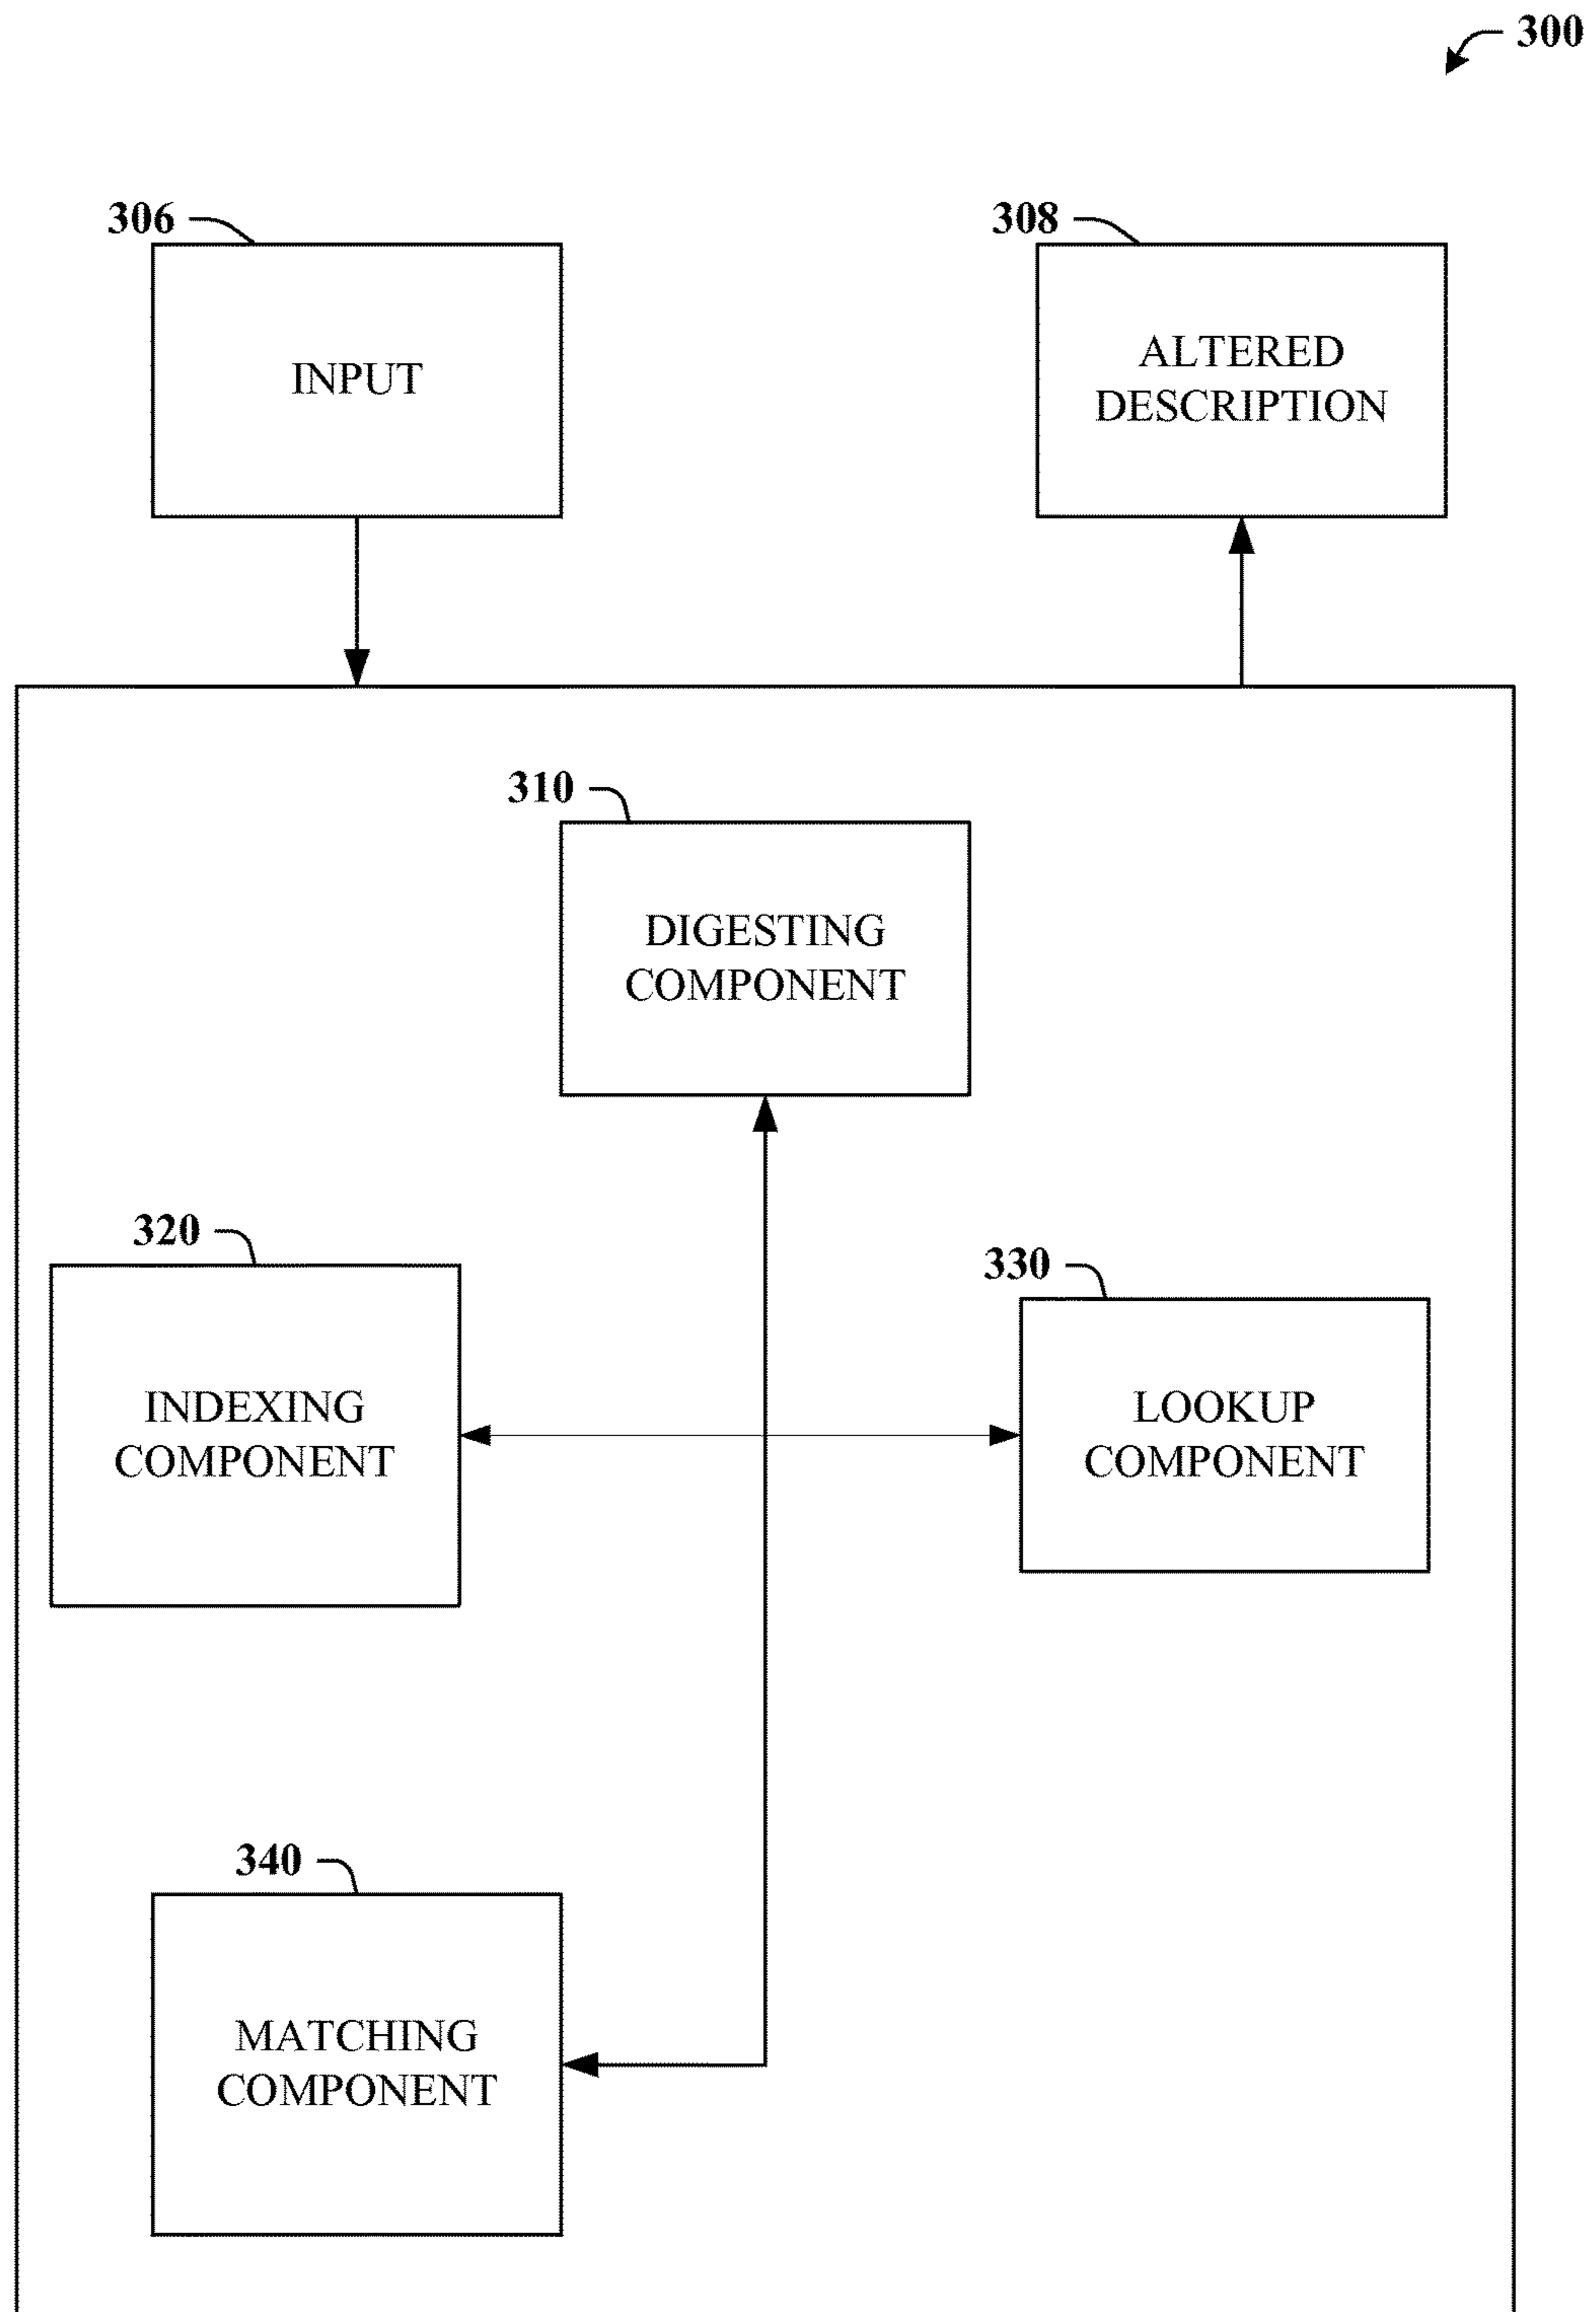 300
306
308
INPUT
ALTERED
DESCRIPTION
310
DIGESTING
COMPONENT
320
330
INDEXING
COMPONENT
LOOKUP
COMPONENT
340
MATCHING
COMPONENT